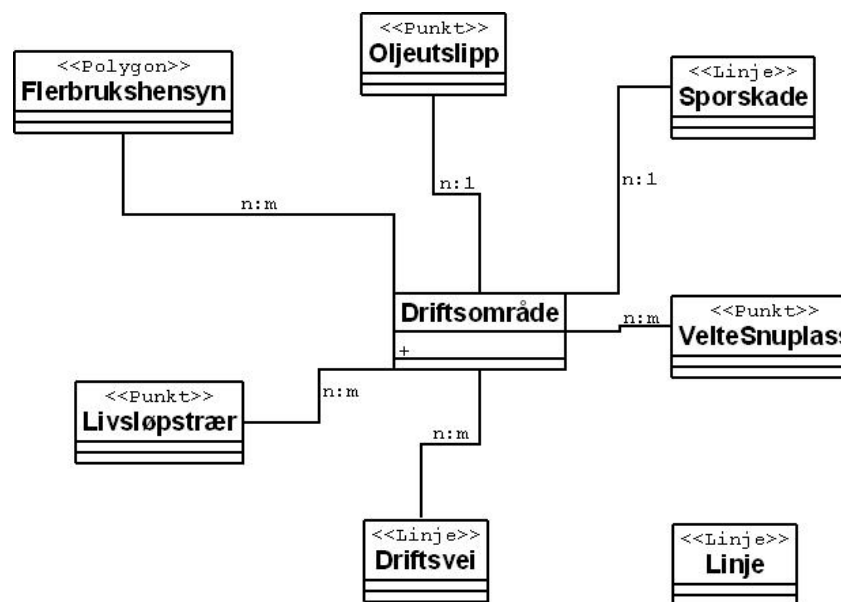 <<Punkt>>
Oljeutslipp
<<Polygon>>
Flerbrukshensyn
<<Linje>>
Sporskade
n:1
n:1
n:m
Driftsområde
+
<<Punkt>>
VelteSnuplass
n:m
<<Punkt>>
Livsløpstrær
n:m
n:m
<<Linje>>
Driftsvei
<<Linje>>
Linje